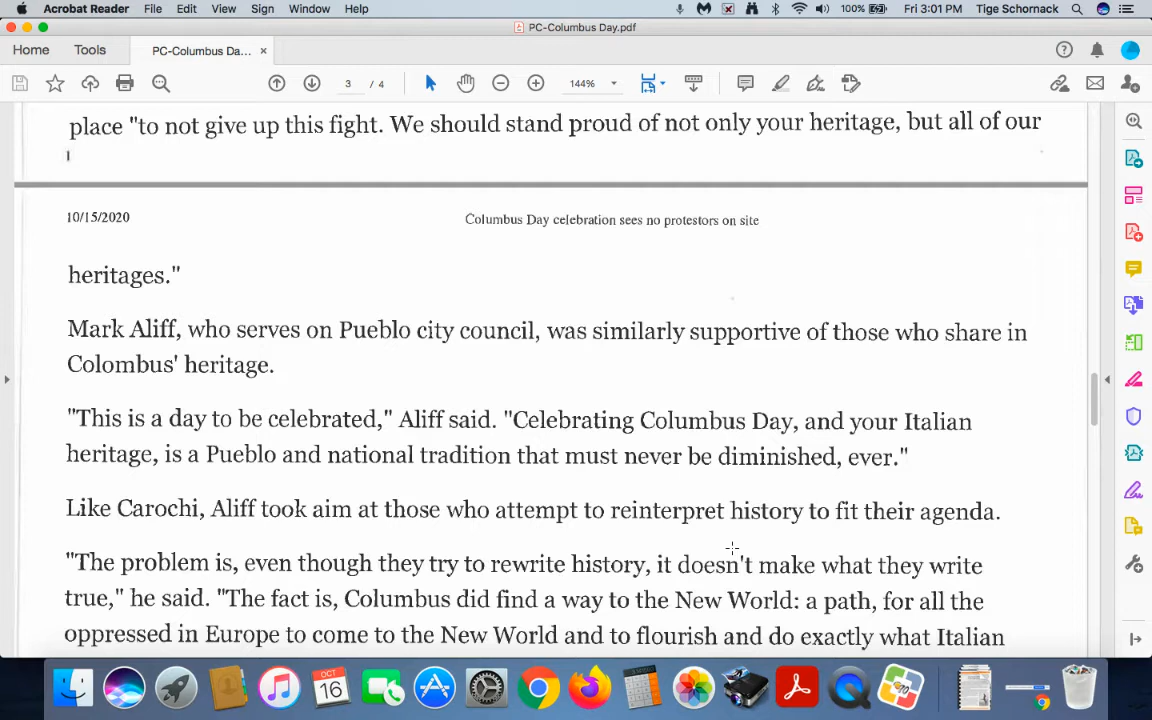 Acrobat Reader File Edit View Sign Window Help 100% Fri 3:01 PM Tige Schornack
PC-Columbus Day.pdf
Home Tools PC-Columbus Da... ×
3 / 4 144%
place "to not give up this fight. We should stand proud of not only your heritage, but all of our
10/15/2020 Columbus Day celebration sees no protestors on site
heritages."
Mark Aliff, who serves on Pueblo city council, was similarly supportive of those who share in
Colombus' heritage.
"This is a day to be celebrated," Aliff said. "Celebrating Columbus Day, and your Italian
heritage, is a Pueblo and national tradition that must never be diminished, ever."
Like Carochi, Aliff took aim at those who attempt to reinterpret history to fit their agenda.
"The problem is, even though they try to rewrite history, it doesn't make what they write
true," he said. "The fact is, Columbus did find a way to the New World: a path, for all the
oppressed in Europe to come to the New World and to flourish and do exactly what Italian
OCT
16